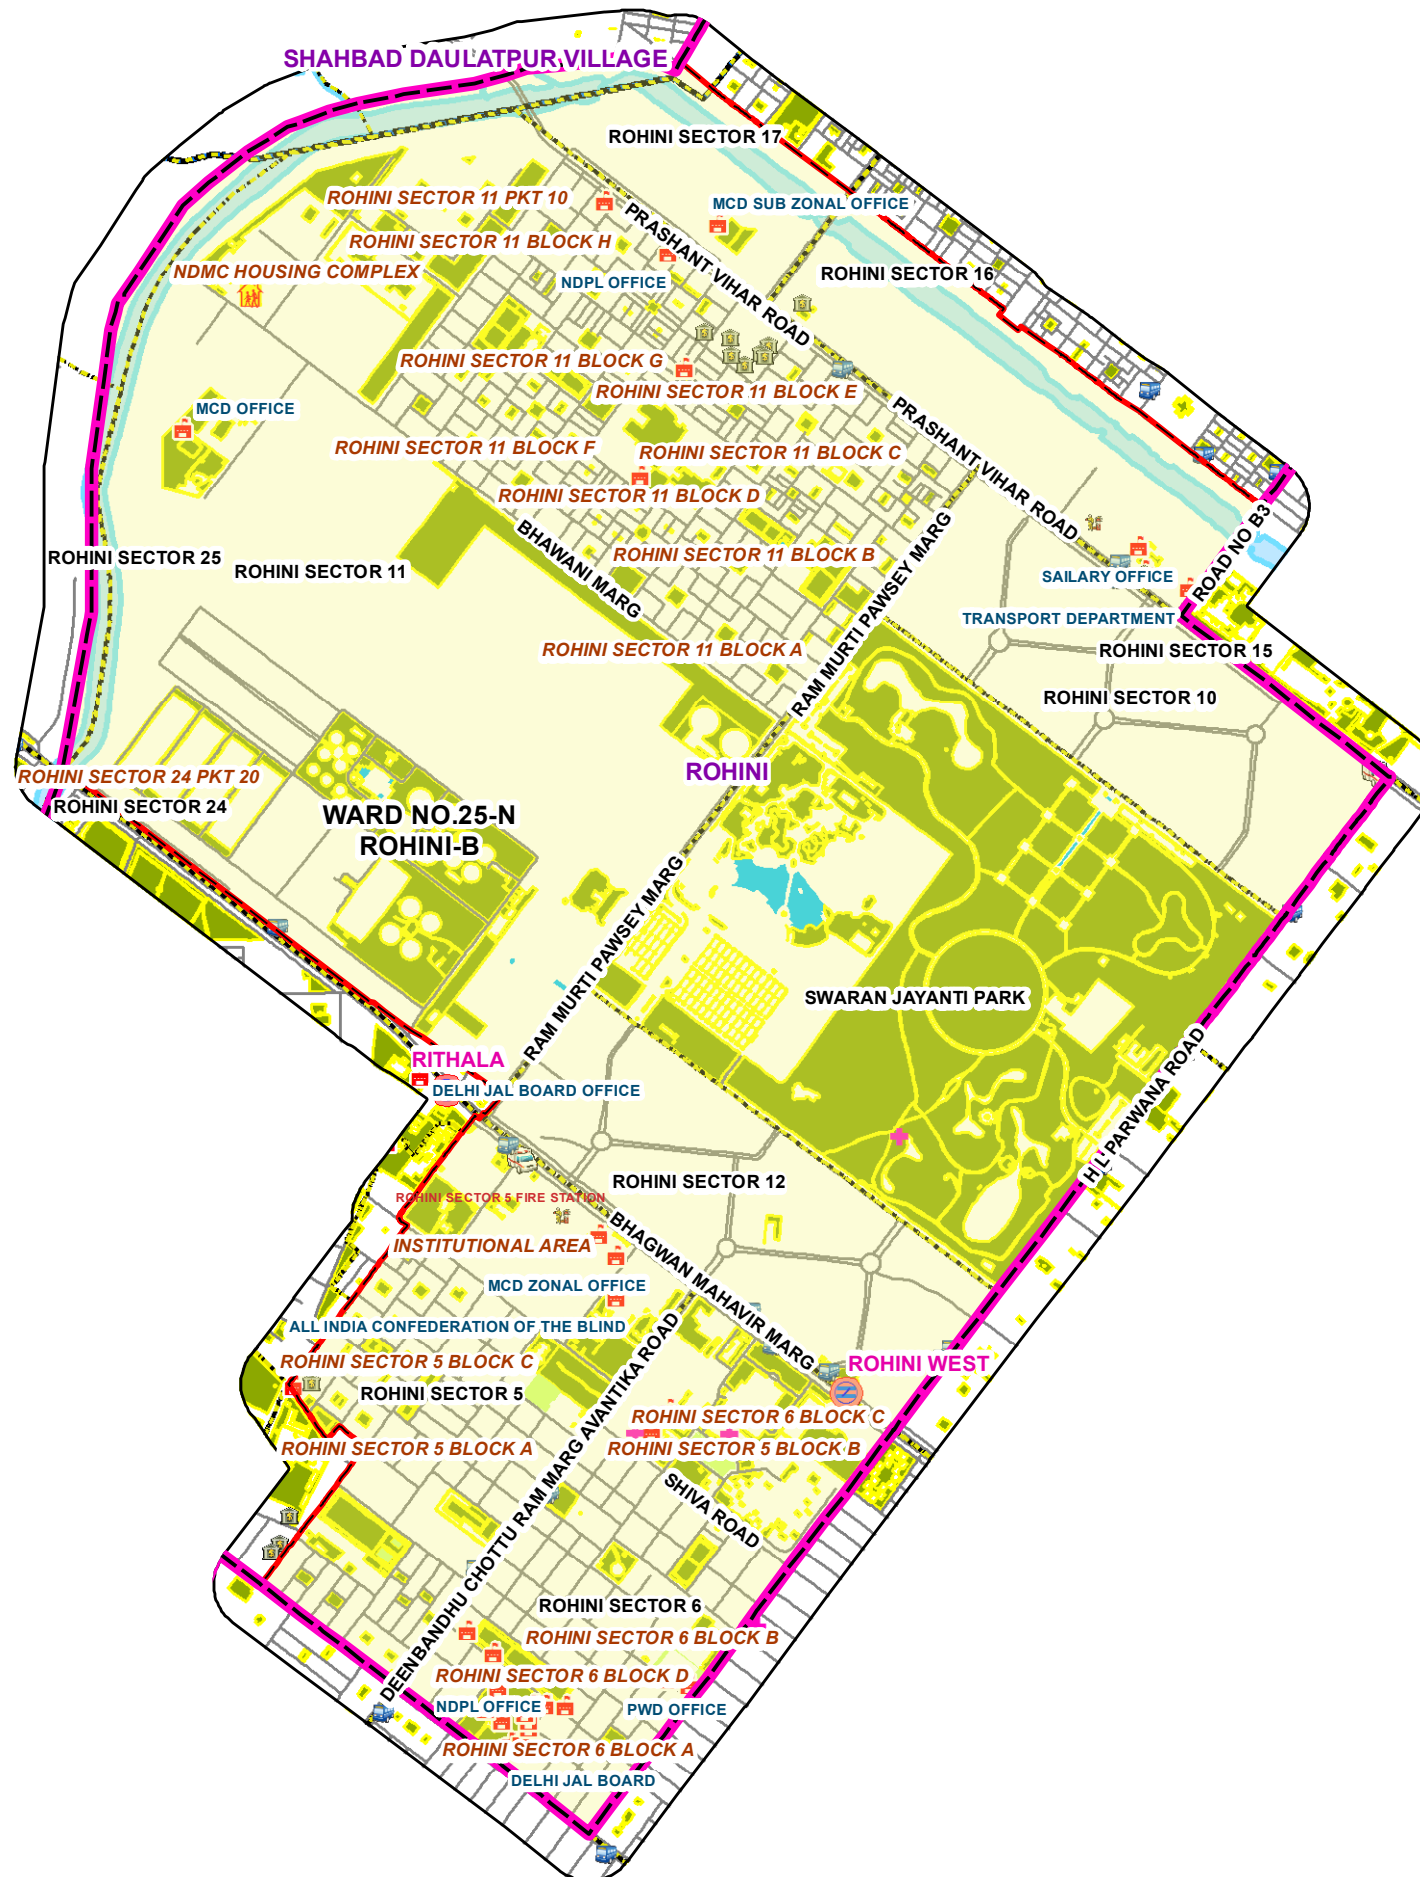 SHAHBAD DAULATPUR VILLAGE
ROHINI SECTOR 17
ROHINI SECTOR 11 PKT 10
MCD SUB ZONAL OFFICE
PRASHANT VIHAR ROAD
ROHINI SECTOR 11 BLOCK H
NDMC HOUSING COMPLEX
NDPL OFFICE
ROHINI SECTOR 16
ROHINI SECTOR 11 BLOCK G
ROHINI SECTOR 11 BLOCK E
MCD OFFICE
PRASHANT VIHAR ROAD
ROHINI SECTOR 11 BLOCK F
ROHINI SECTOR 11 BLOCK C
ROHINI SECTOR 11 BLOCK D
ROAD NO B3
BHAWANI MARG
ROHINI SECTOR 25
ROHINI SECTOR 11
ROHINI SECTOR 11 BLOCK B
RAM MURTI PAWSEY MARG
SAILARY OFFICE
TRANSPORT DEPARTMENT
ROHINI SECTOR 11 BLOCK A
ROHINI SECTOR 15
ROHINI SECTOR 10
ROHINI
ROHINI SECTOR 24 PKT 20
ROHINI SECTOR 24
WARD NO.25-N
ROHINI-B
RAM MURTI PAWSEY MARG
SWARAN JAYANTI PARK
RITHALA
DELHI JAL BOARD OFFICE
H L PARWANA ROAD
ROHINI SECTOR 12
ROHINI SECTOR 5 FIRE STATION
INSTITUTIONAL AREA
BHAGWAN MAHAVIR MARG
MCD ZONAL OFFICE
ALL INDIA CONFEDERATION OF THE BLIND
ROHINI SECTOR 5 BLOCK C
ROHINI WEST
ROHINI SECTOR 5
ROHINI SECTOR 6 BLOCK C
ROHINI SECTOR 5 BLOCK A
ROHINI SECTOR 5 BLOCK B
DEENBANDHU CHOTTU RAM MARG AVANTIKA ROAD
SHIVA ROAD
ROHINI SECTOR 6
ROHINI SECTOR 6 BLOCK B
ROHINI SECTOR 6 BLOCK D
NDPL OFFICE
PWD OFFICE
ROHINI SECTOR 6 BLOCK A
DELHI JAL BOARD